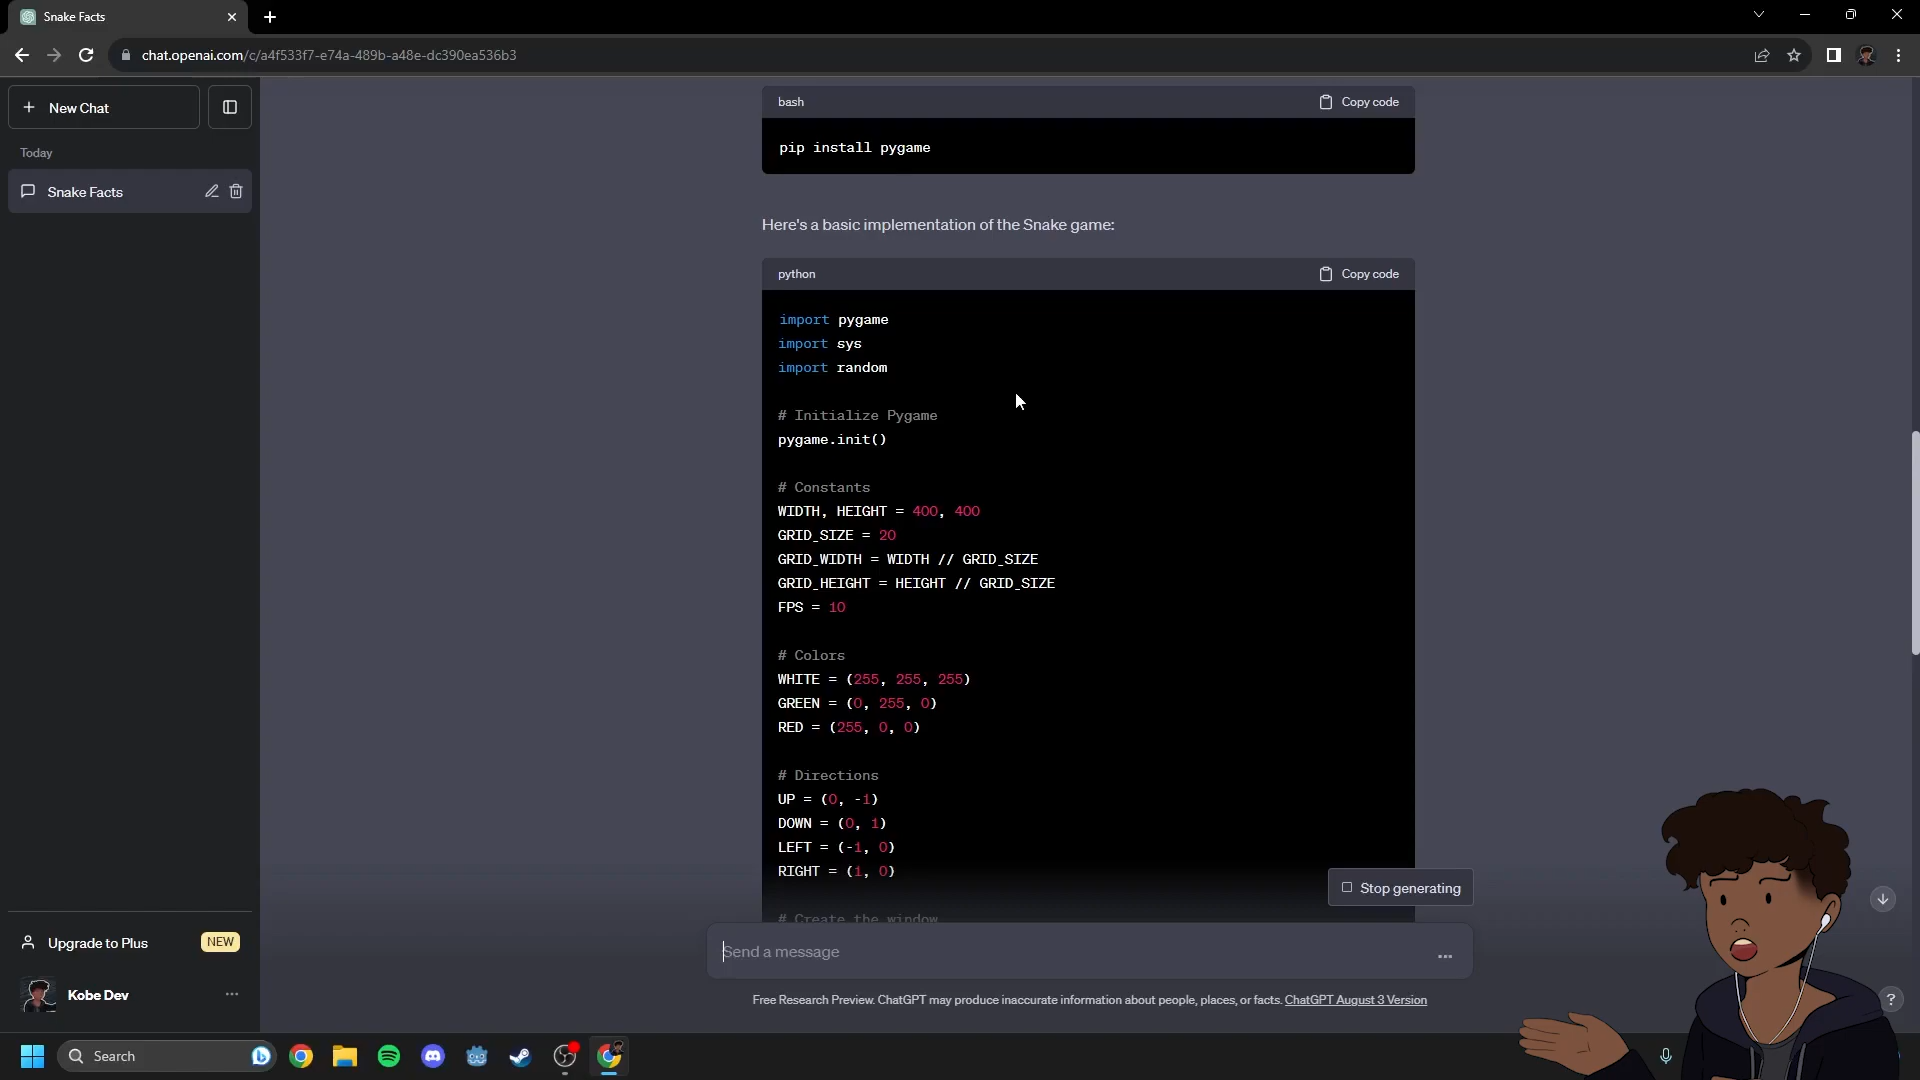 Snake Facts
chat.openai.com/c/a4f533f7-e74a-489b-a48e-dc390ea536b3
New Chat
Today
Snake Facts
bash
Copy code
pip install pygame
Here's a basic implementation of the Snake game:
python
Copy code
import pygame
import sys
import random
# Initialize Pygame
pygame.init()
# Constants
WIDTH, HEIGHT = 400, 400
GRID_SIZE = 20
GRID_WIDTH = WIDTH // GRID_SIZE
GRID_HEIGHT = HEIGHT // GRID_SIZE
FPS = 10
# Colors
WHITE = (255, 255, 255)
GREEN = (0, 255, 0)
RED = (255, 0, 0)
# Directions
UP = (0, -1)
DOWN = (0, 1)
LEFT = (-1, 0)
RIGHT = (1, 0)
# Create the window
Stop generating
Send a message
Free Research Preview. ChatGPT may produce inaccurate information about people, places, or facts. ChatGPT August 3 Version
Upgrade to Plus
NEW
Kobe Dev
?
Search